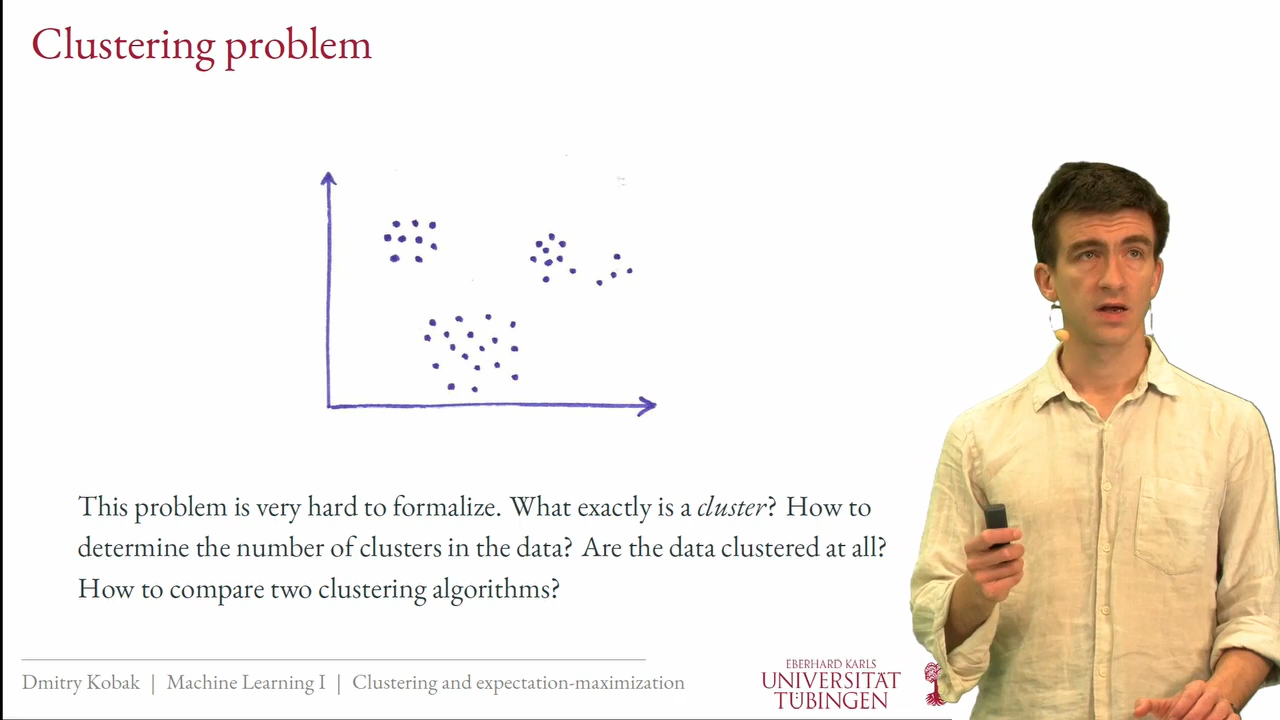 Clustering problem
This problem is very hard to formalize. What exactly is a cluster? How to
determine the number of clusters in the data? Are the data clustered at all?
How to compare two clustering algorithms?
Dmitry Kobak | Machine Learning I | Clustering and expectation-maximization
EBERHARD KARLS
UNIVERSITÄT
TÜBINGEN